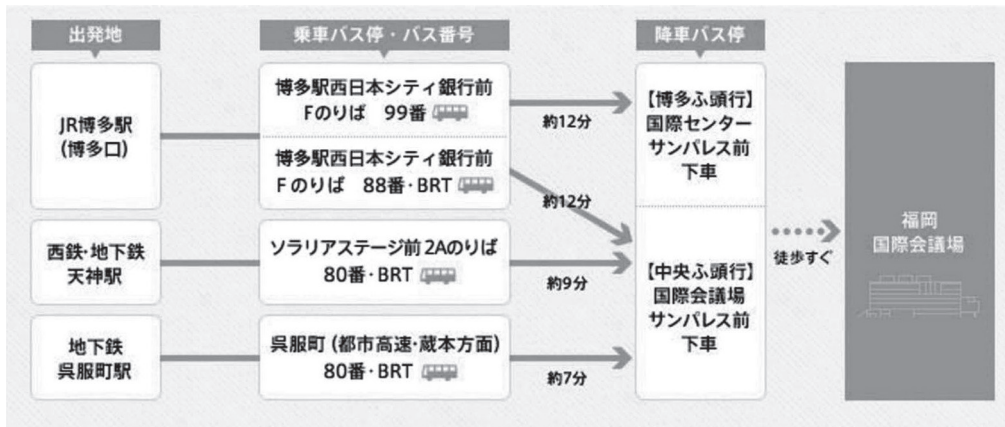 出発地
乗車バス停・バス番号
降車バス停
JR博多駅
(博多口)
博多駅西日本シティ銀行前
Fのりば 99番
約12分
博多駅西日本シティ銀行前
Fのりば 88番・BRT
約12分
【博多ふ頭行】
国際センター
サンパレス前
下車
西鉄・地下鉄
天神駅
ソラリアステージ前 2Aのりば
80番・BRT
約9分
地下鉄
呉服町駅
呉服町 (都市高速・蔵本方面)
80番・BRT
約7分
【中央ふ頭行】
国際会議場
サンパレス前
下車
徒歩すぐ
福岡
国際会議場